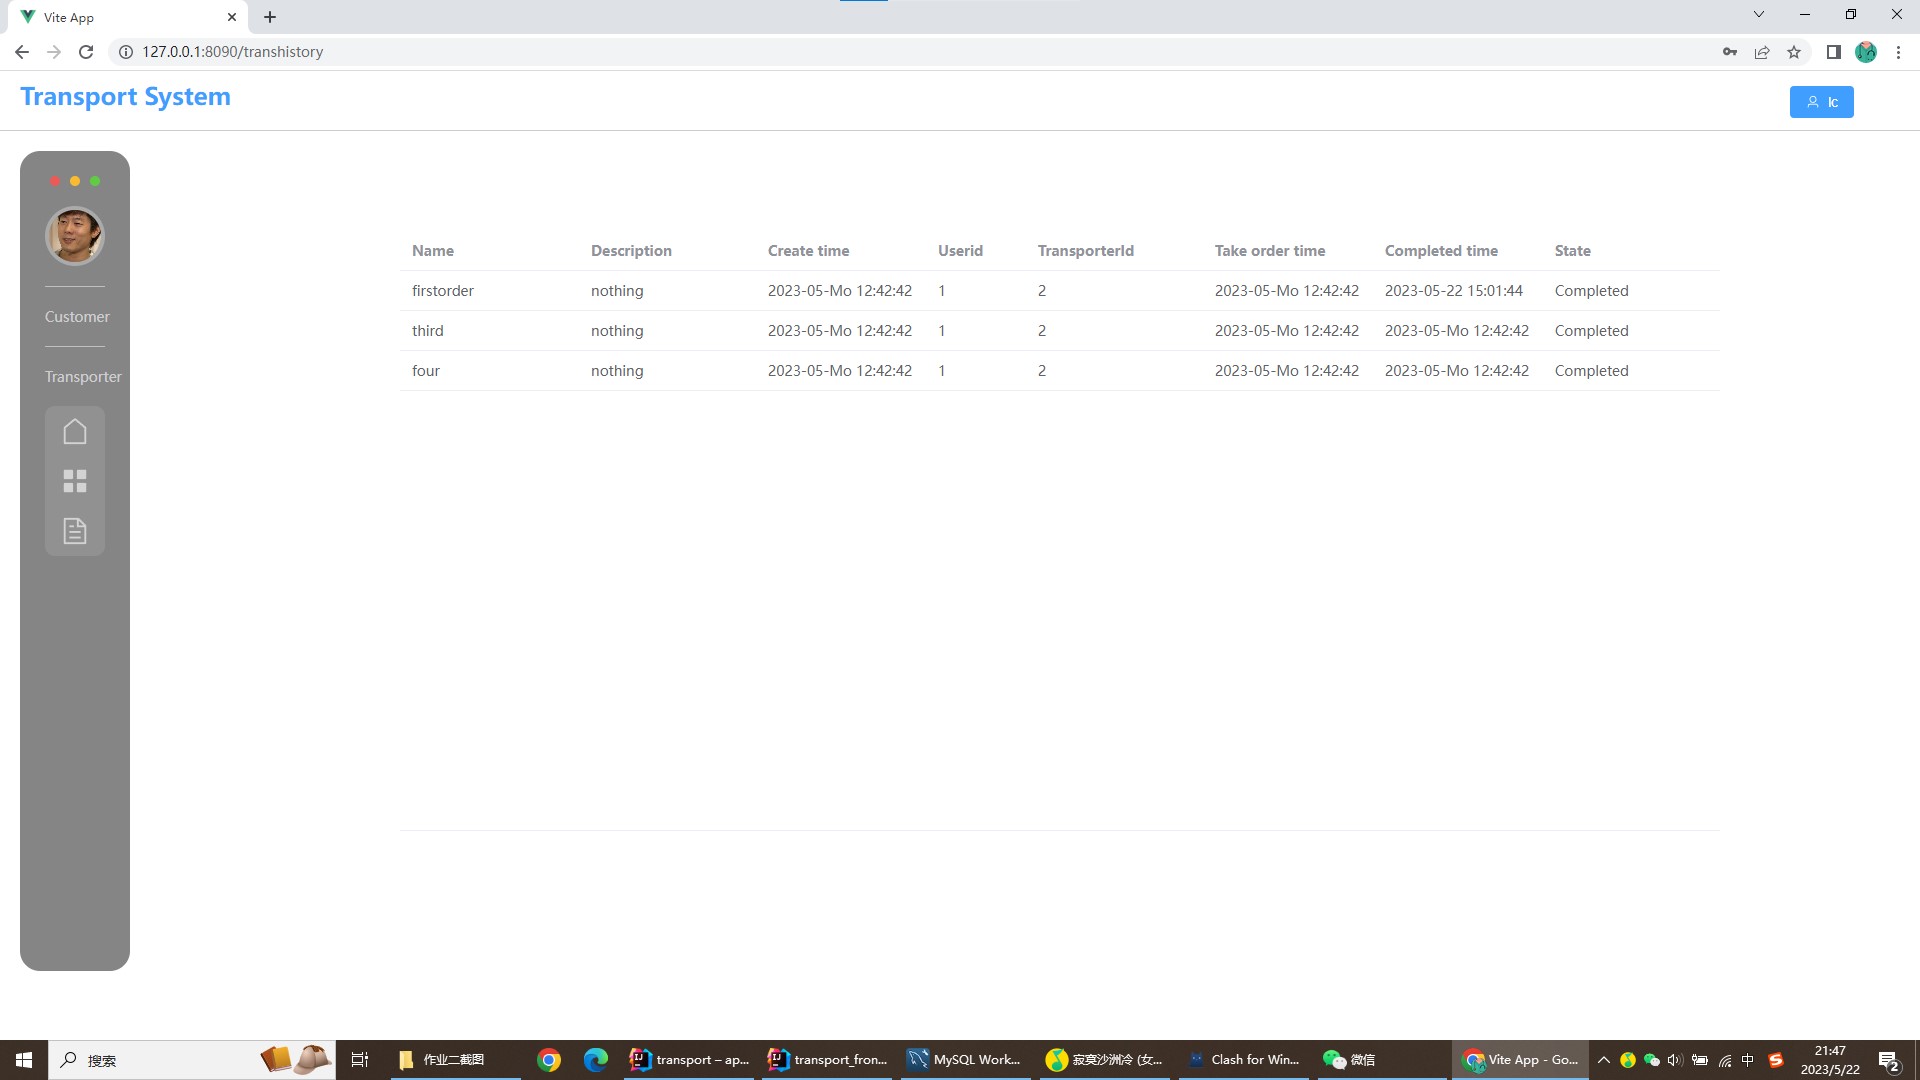 Vite App
127.0.0.1:8090/transhistory
Transport System
lc
Customer
Transporter
Name Description Create time Userid TransporterId Take order time Completed time State
firstorder nothing 2023-05-Mo 12:42:42 1 2 2023-05-Mo 12:42:42 2023-05-22 15:01:44 Completed
third nothing 2023-05-Mo 12:42:42 1 2 2023-05-Mo 12:42:42 2023-05-Mo 12:42:42 Completed
four nothing 2023-05-Mo 12:42:42 1 2 2023-05-Mo 12:42:42 2023-05-Mo 12:42:42 Completed
搜索
作业二截图
transport – ap...
transport_fron...
MySQL Work...
寂寞沙洲冷 (女...
Clash for Win...
微信
Vite App - Go...
中
21:47
2023/5/22
2